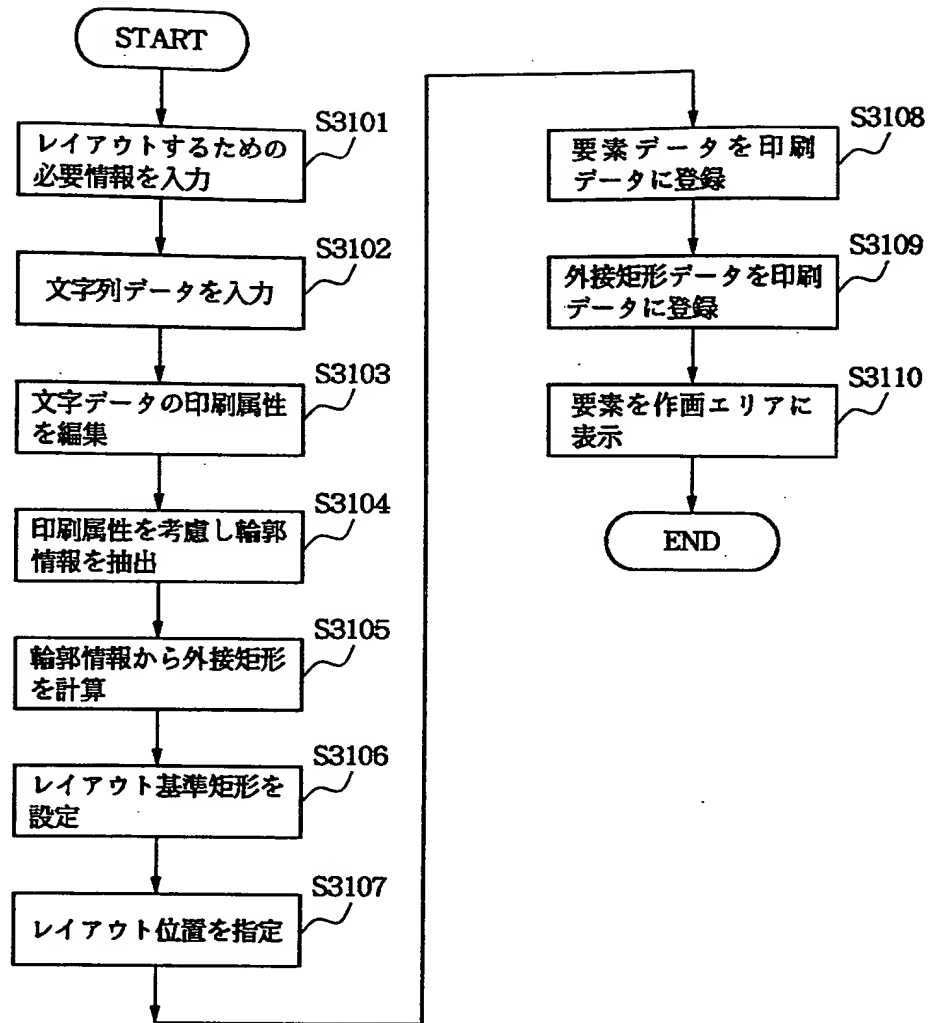 START
S3101
レイアウトするための
必要情報を入力
S3102
文字列データを入力
S3103
文字データの印刷属性
を編集
S3104
印刷属性を考慮し輪郭
情報を抽出
S3105
輪郭情報から外接矩形
を計算
S3106
レイアウト基準矩形を
設定
S3107
レイアウト位置を指定
S3108
要素データを印刷
データに登録
S3109
外接矩形データを印刷
データに登録
S3110
要素を作画エリアに
表示
END